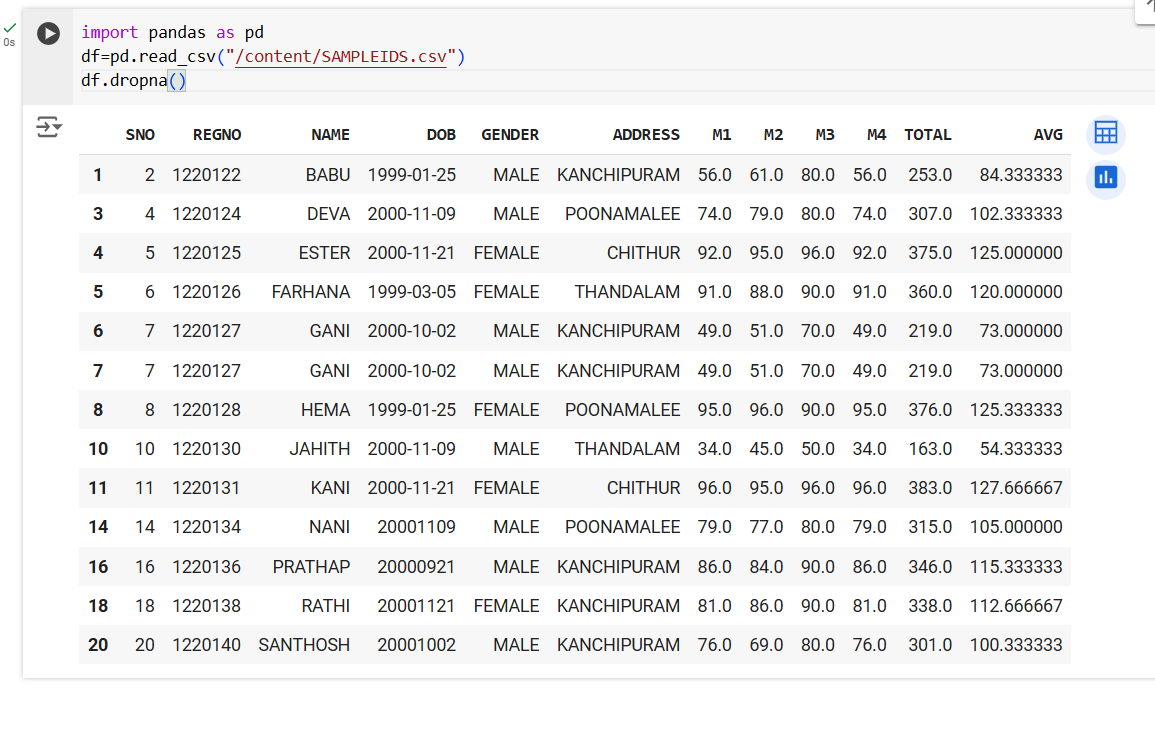 import pandas as pd
0s
df=pd.read_csv("/content/SAMPLEIDS.csv")
df.dropna()
SNO REGNO NAME DOB GENDER ADDRESS M1 M2 M3 M4 TOTAL AVG
1 2 1220122 BABU 1999-01-25 MALE KANCHIPURAM 56.0 61.0 80.0 56.0 253.0 84.333333
3 4 1220124 DEVA 2000-11-09 MALE POONAMALEE 74.0 79.0 80.0 74.0 307.0 102.333333
4 5 1220125 ESTER 2000-11-21 FEMALE CHITHUR 92.0 95.0 96.0 92.0 375.0 125.000000
5 6 1220126 FARHANA 1999-03-05 FEMALE THANDALAM 91.0 88.0 90.0 91.0 360.0 120.000000
6 7 1220127 GANI 2000-10-02 MALE KANCHIPURAM 49.0 51.0 70.0 49.0 219.0 73.000000
7 7 1220127 GANI 2000-10-02 MALE KANCHIPURAM 49.0 51.0 70.0 49.0 219.0 73.000000
8 8 1220128 HEMA 1999-01-25 FEMALE POONAMALEE 95.0 96.0 90.0 95.0 376.0 125.333333
10 10 1220130 JAHITH 2000-11-09 MALE THANDALAM 34.0 45.0 50.0 34.0 163.0 54.333333
11 11 1220131 KANI 2000-11-21 FEMALE CHITHUR 96.0 95.0 96.0 96.0 383.0 127.666667
14 14 1220134 NANI 20001109 MALE POONAMALEE 79.0 77.0 80.0 79.0 315.0 105.000000
16 16 1220136 PRATHAP 20000921 MALE KANCHIPURAM 86.0 84.0 90.0 86.0 346.0 115.333333
18 18 1220138 RATHI 20001121 FEMALE KANCHIPURAM 81.0 86.0 90.0 81.0 338.0 112.666667
20 20 1220140 SANTHOSH 20001002 MALE KANCHIPURAM 76.0 69.0 80.0 76.0 301.0 100.333333